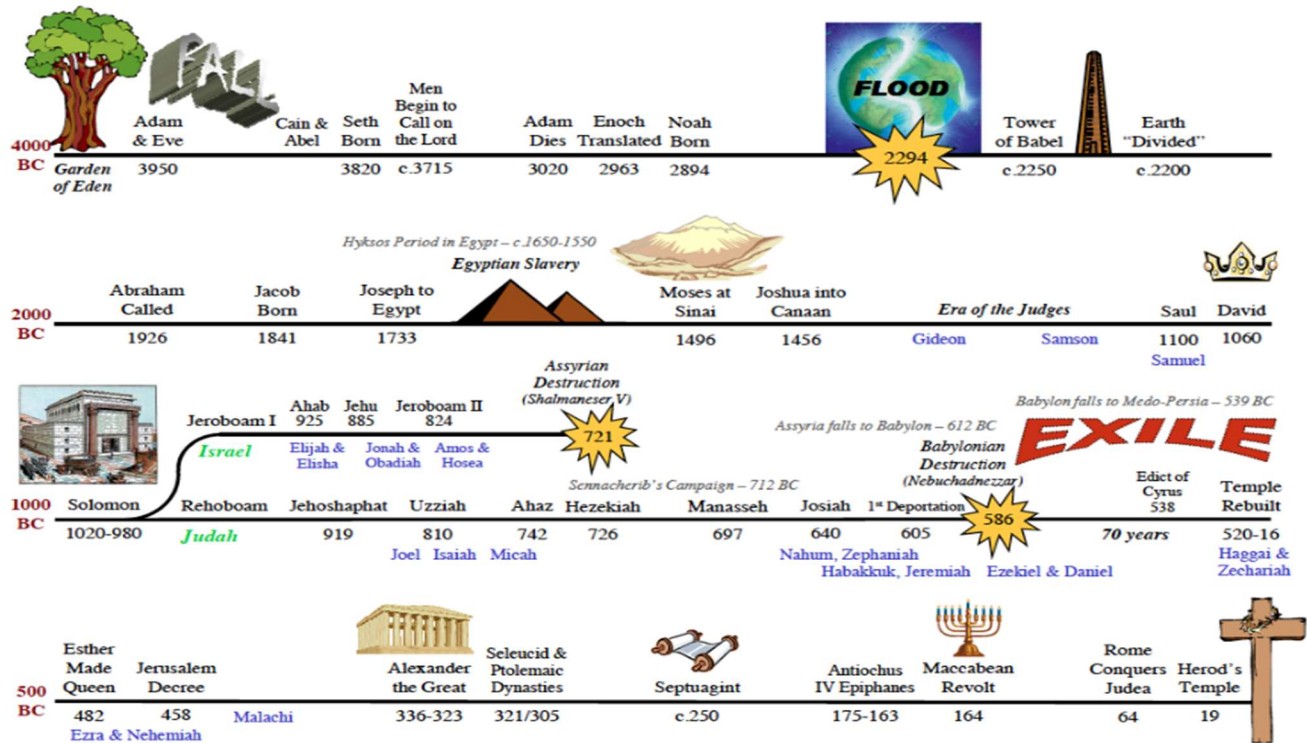 FALL
FLOOD
Men
Begin to
Call on
the Lord
Adam
& Eve
Cain &
Abel
Seth
Born
Adam
Dies
Enoch
Translated
Noah
Born
Tower
of Babel
Earth
"Divided"
4000
BC
Garden
of Eden
3950
3820
c.3715
3020
2963
2894
2294
c.2250
c.2200
Hyksos Period in Egypt – c.1650-1550
Egyptian Slavery
Abraham
Called
Jacob
Born
Joseph to
Egypt
Moses at
Sinai
Joshua into
Canaan
Era of the Judges
Saul
David
2000
BC
1926
1841
1733
1496
1456
Gideon
Samson
1100
Samuel
1060
Assyrian
Destruction
(Shalmaneser V)
721
Jeroboam I
Ahab
925
Jehu
885
Jeroboam II
824
Israel
Elijah &
Elisha
Jonah &
Obadiah
Amos &
Hosea
Babylon falls to Medo-Persia – 539 BC
Assyria falls to Babylon – 612 BC
EXILE
Babylonian
Destruction
(Nebuchadnezzar)
586
Sennacherib's Campaign – 712 BC
Edict of
Cyrus
538
Temple
Rebuilt
1000
BC
Solomon
Rehoboam
Jehoshaphat
Uzziah
Ahaz
Hezekiah
Manasseh
Josiah
1st Deportation
1020-980
Judah
919
810
742
726
697
640
605
70 years
520-16
Joel
Isaiah
Micah
Nahum, Zephaniah
Habakkuk, Jeremiah
Ezekiel & Daniel
Haggai &
Zechariah
Esther
Made
Queen
Jerusalem
Decree
Alexander
the Great
Seleucid &
Ptolemaic
Dynasties
Septuagint
Antiochus
IV Epiphanes
Maccabean
Revolt
Rome
Conquers
Judea
Herod's
Temple
500
BC
482
458
Malachi
336-323
321/305
c.250
175-163
164
64
19
Ezra & Nehemiah